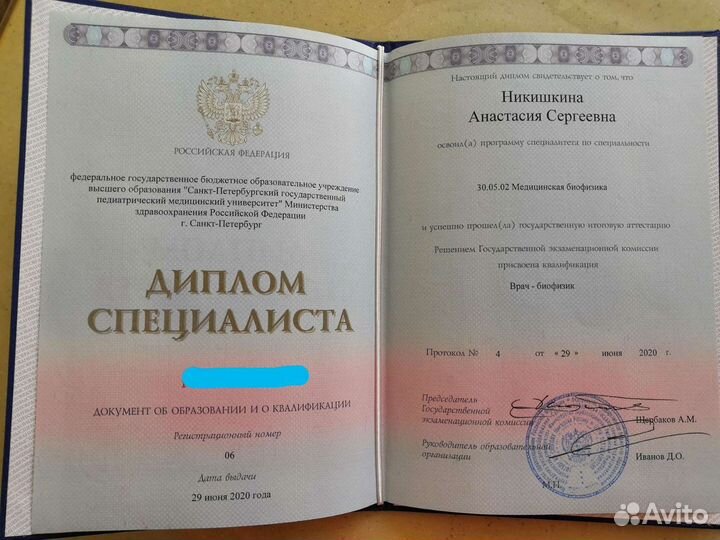 РОССИЙСКАЯ ФЕДЕРАЦИЯ
федеральное государственное бюджетное образовательное учреждение
высшего образования "Санкт-Петербургский государственный
педиатрический медицинский университет" Министерства
здравоохранения Российской Федерации
г. Санкт-Петербург
ДИПЛОМ
СПЕЦИАЛИСТА
ДОКУМЕНТ ОБ ОБРАЗОВАНИИ И О КВАЛИФИКАЦИИ
Регистрационный номер
06
Дата выдачи
29 июня 2020 года
Настоящий диплом свидетельствует о том, что
Никишкина
Анастасия Сергеевна
освоил(а) программу специалитета по специальности
30.05.02 Медицинская биофизика
и успешно прошел(ла) государственную итоговую аттестацию
Решением Государственной экзаменационной комиссии
присвоена квалификация
Врач - биофизик
Протокол № 4 от « 29 » июня 2020 г.
Председатель
Государственной
экзаменационной комиссии Щербаков А.М.
Руководитель образовательной
организации Иванов Д.О.
М.П.
Avito